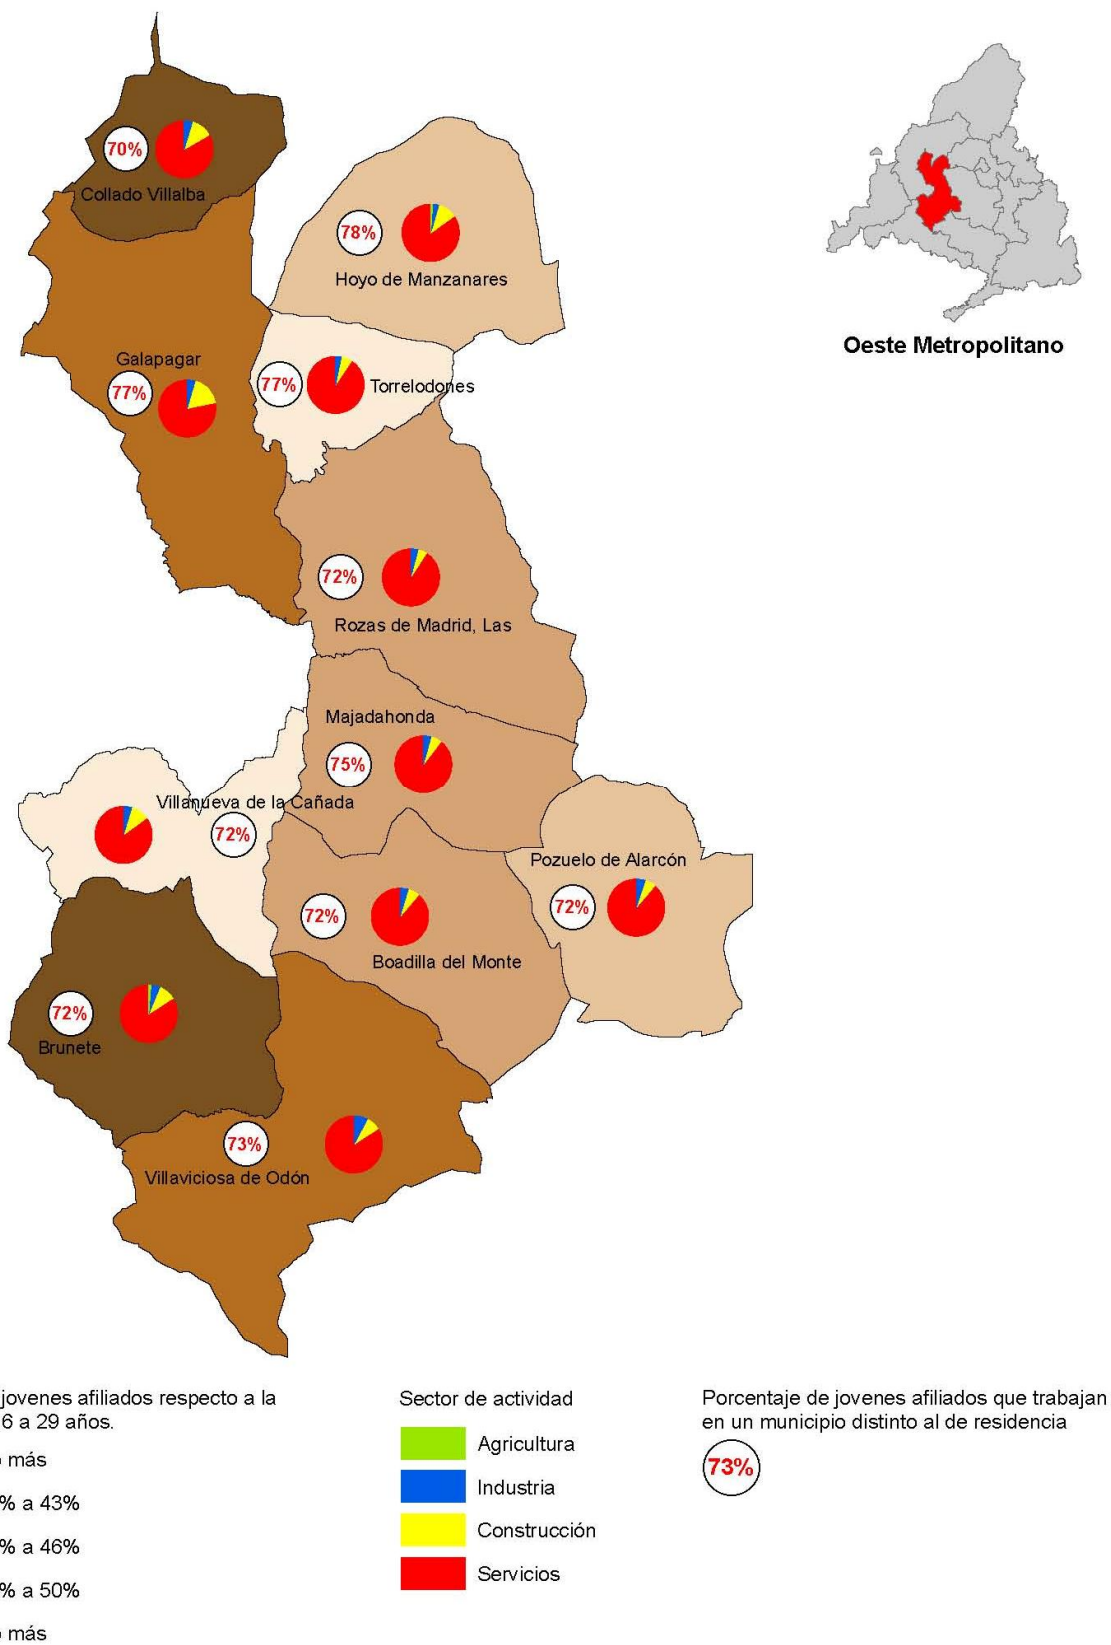 70%
Collado Villalba
78%
Hoyo de Manzanares
Oeste Metropolitano
Galapagar
77%
77%
Torrelodones
72%
Rozas de Madrid, Las
Majadahonda
75%
Villanueva de la Cañada
72%
Pozuelo de Alarcón
72%
72%
Boadilla del Monte
72%
Brunete
73%
Villaviciosa de Odón
jovenes afiliados respecto a la
6 a 29 años.
más
% a 43%
% a 46%
% a 50%
más
Sector de actividad
Agricultura
Industria
Construcción
Servicios
Porcentaje de jovenes afiliados que trabajan
en un municipio distinto al de residencia
73%